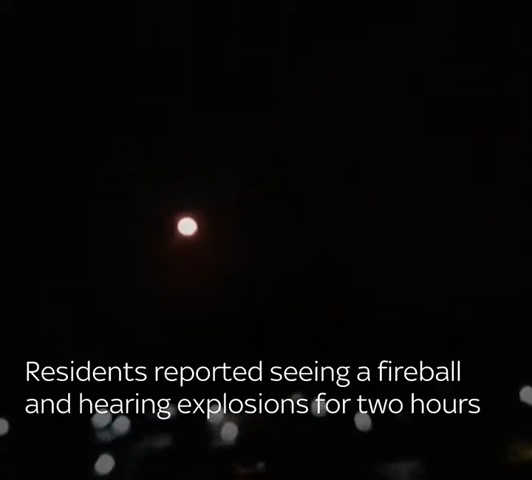 Residents reported seeing a fireball
and hearing explosions for two hours